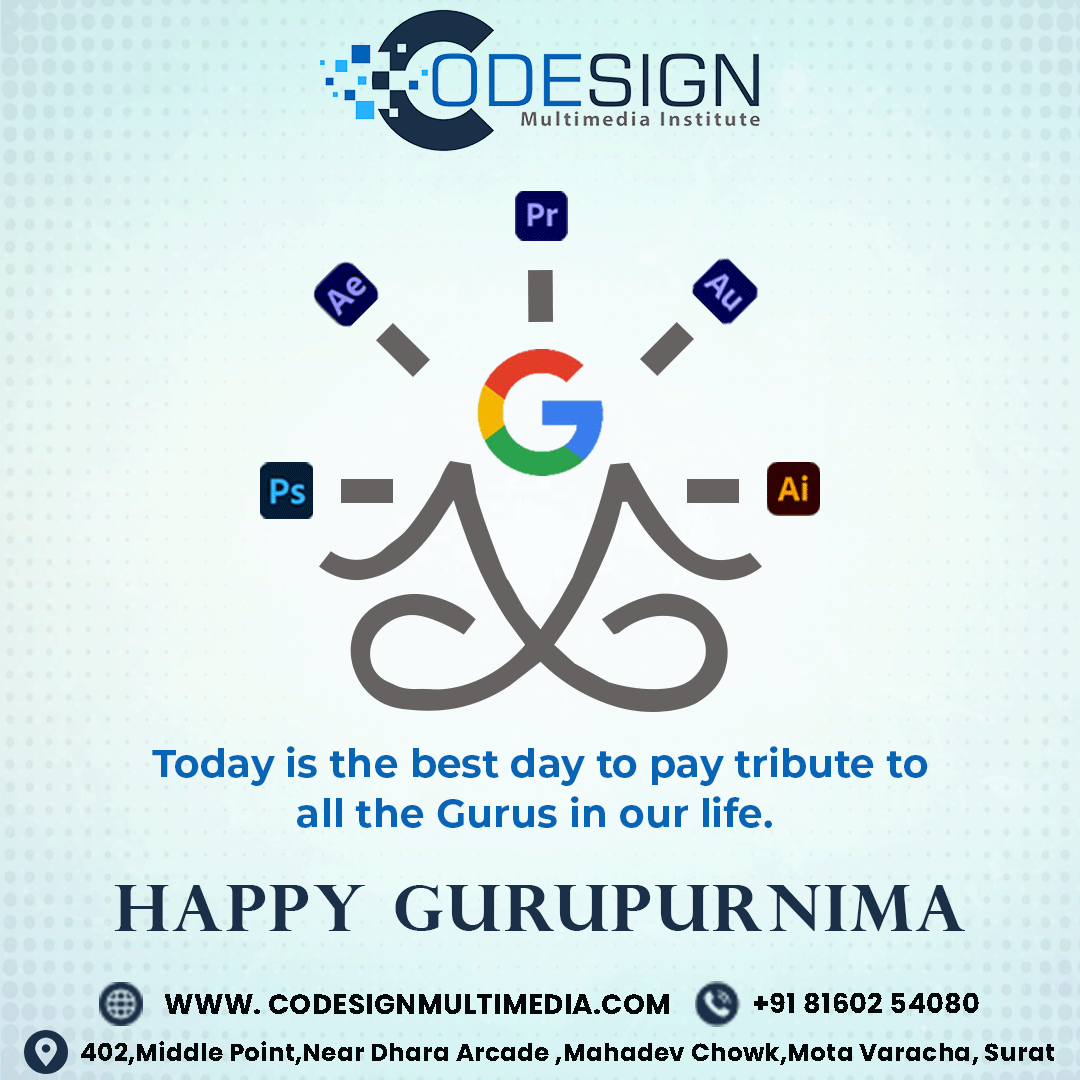 CODESIGN
Multimedia Institute
Pr
Ae
Au
G
Ps
Ai
Today is the best day to pay tribute to
all the Gurus in our life.
HAPPY GURUPURNIMA
WWW. CODESIGNMULTIMEDIA.COM
+91 81602 54080
402,Middle Point,Near Dhara Arcade ,Mahadev Chowk,Mota Varacha, Surat